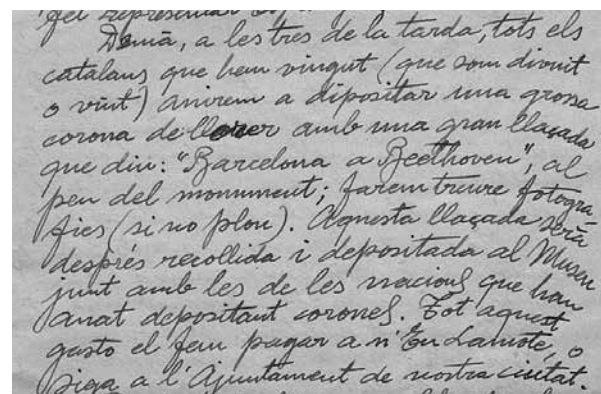 fer representar
Demà, a les tres de la tarda, tots els
catalans que hem vingut (que som divuit
o vint) anirem a dipositar una grossa
corona de llorer amb una gran llaçada
que diu: "Barcelona a Beethoven", al
peu del monument; farem treure fotogra-
fies (si no plou). Aquesta llaçada serà
després recollida i depositada al Museu
junt amb les de les nacions que han
anat depositant corones. Tot aquest
gasto el fem pagar a n'En Lamote, o
siga a l'Ajuntament de nostra ciutat.